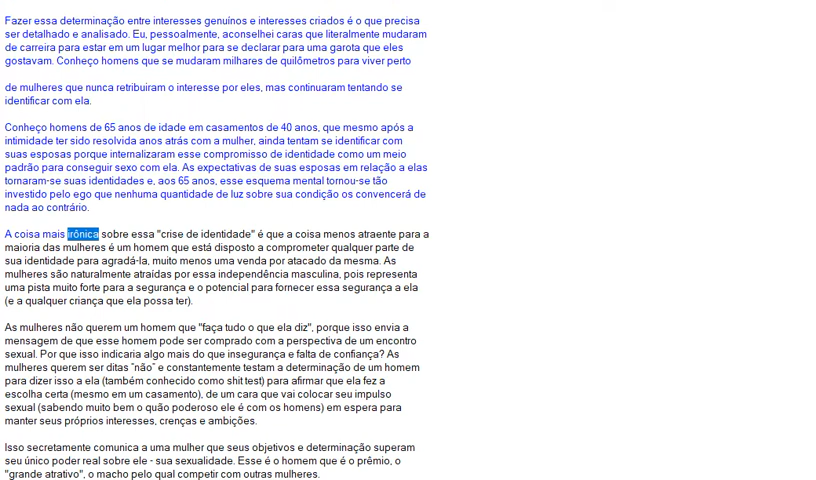 Fazer essa determinação entre interesses genuínos e interesses criados é o que precisa
ser detalhado e analisado. Eu, pessoalmente, aconselhei caras que literalmente mudaram
de carreira para estar em um lugar melhor para se declarar para uma garota que eles
gostavam. Conheço homens que se mudaram milhares de quilômetros para viver perto
de mulheres que nunca retribuiram o interesse por eles, mas continuaram tentando se
identificar com ela.
Conheço homens de 65 anos de idade em casamentos de 40 anos, que mesmo após a
intimidade ter sido resolvida anos atrás com a mulher, ainda tentam se identificar com
suas esposas porque internalizaram esse compromisso de identidade como um meio
padrão para conseguir sexo com ela. As expectativas de suas esposas em relação a elas
tornaram-se suas identidades e, aos 65 anos, esse esquema mental tornou-se tão
investido pelo ego que nenhuma quantidade de luz sobre sua condição os convencerá de
nada ao contrário.
A coisa mais irônica sobre essa "crise de identidade" é que a coisa menos atraente para a
maioria das mulheres é um homem que está disposto a comprometer qualquer parte de
sua identidade para agradá-la, muito menos uma venda por atacado da mesma. As
mulheres são naturalmente atraídas por essa independência masculina, pois representa
uma pista muito forte para a segurança e o potencial para fornecer essa segurança a ela
(e a qualquer criança que ela possa ter).
As mulheres não querem um homem que "faça tudo o que ela diz", porque isso envia a
mensagem de que esse homem pode ser comprado com a perspectiva de um encontro
sexual. Por que isso indicaria algo mais do que insegurança e falta de confiança? As
mulheres querem ser ditas "não" e constantemente testam a determinação de um homem
para dizer isso a ela (também conhecido como shit test) para afirmar que ela fez a
escolha certa (mesmo em um casamento), de um cara que vai colocar seu impulso
sexual (sabendo muito bem o quão poderoso ele é com os homens) em espera para
manter seus próprios interesses, crenças e ambições.
Isso secretamente comunica a uma mulher que seus objetivos e determinação superam
seu único poder real sobre ele - sua sexualidade. Esse é o homem que é o prêmio, o
"grande atrativo", o macho pelo qual competir com outras mulheres.